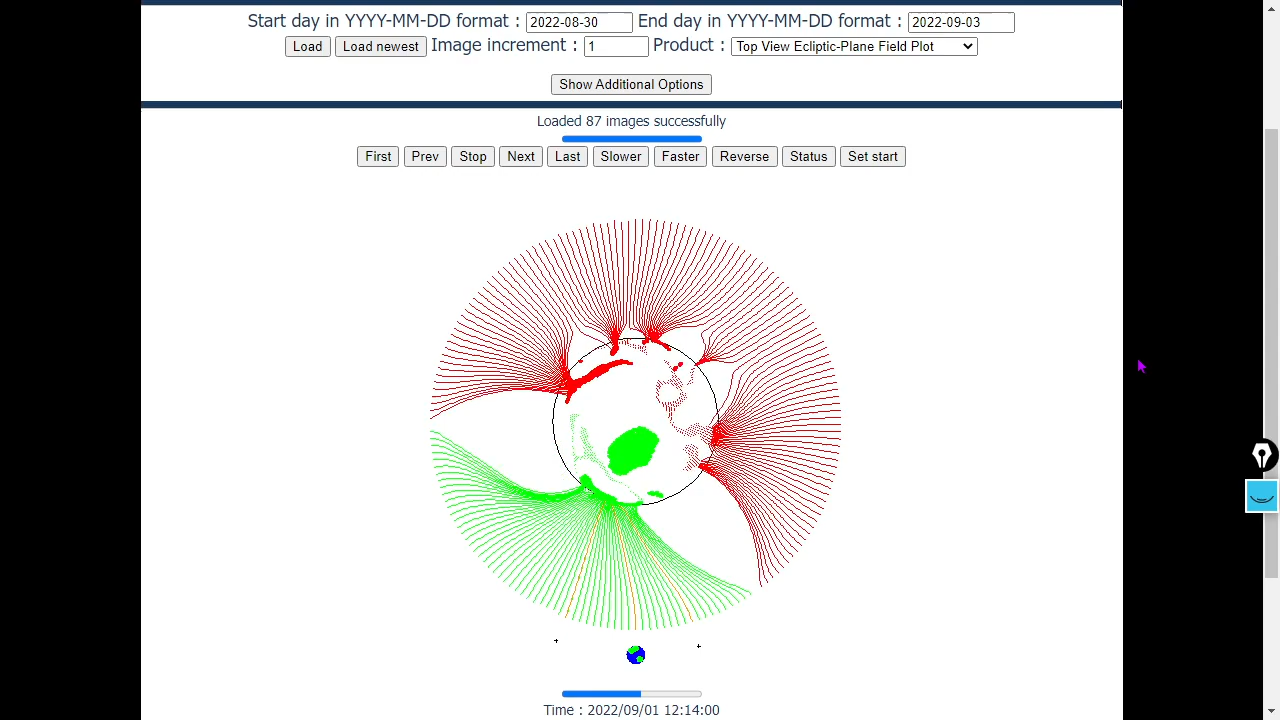 Start day in YYYY-MM-DD format : 2022-08-30 End day in YYYY-MM-DD format : 2022-09-03
Load Load newest Image increment : 1 Product : Top View Ecliptic-Plane Field Plot
Show Additional Options
Loaded 87 images successfully
First Prev Stop Next Last Slower Faster Reverse Status Set start
Time : 2022/09/01 12:14:00